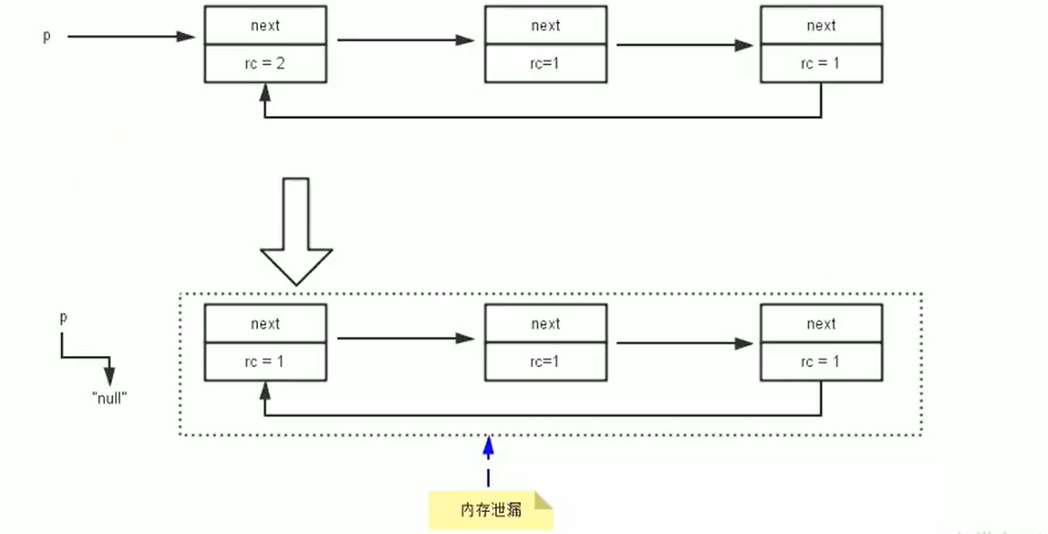 p
next
next
next
rc = 2
rc=1
rc = 1
p
next
next
next
rc = 1
rc=1
rc = 1
"null"
内存泄漏